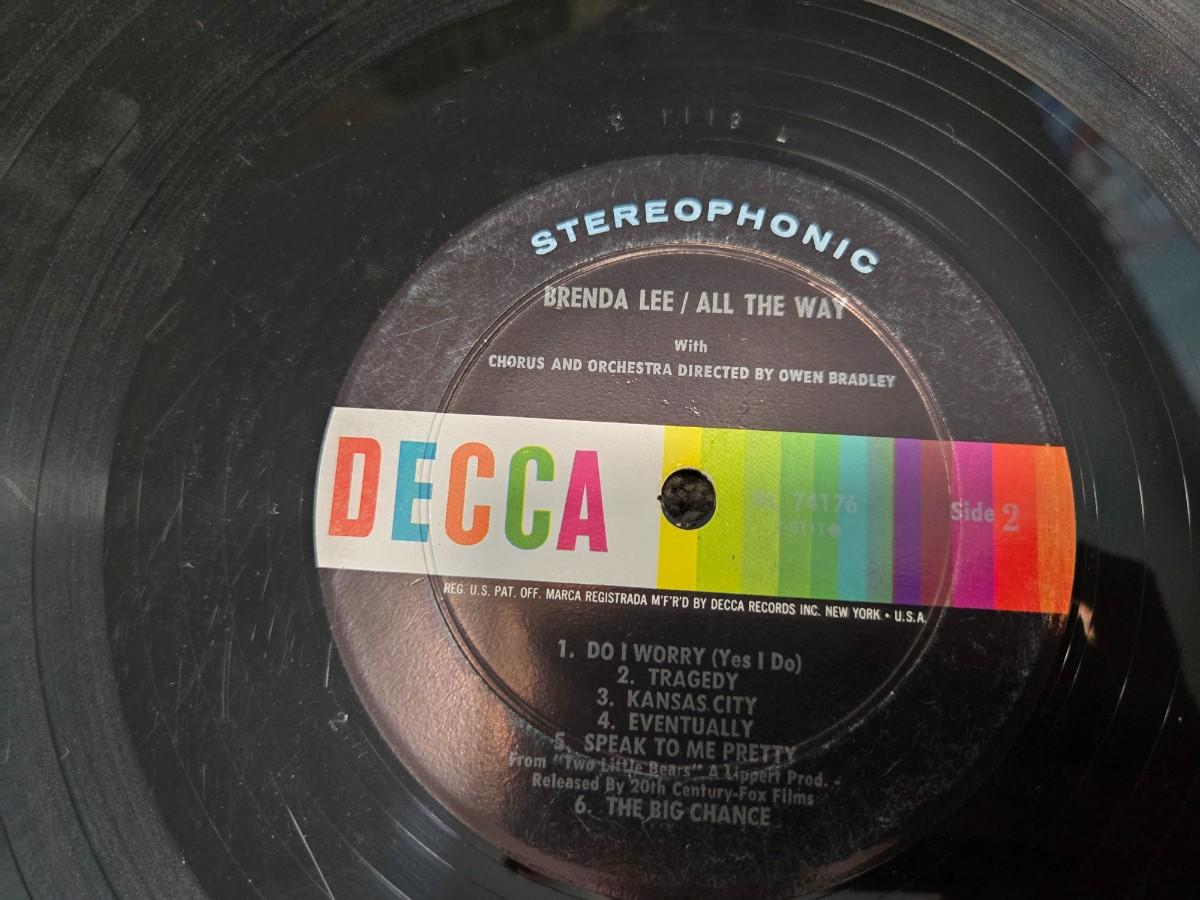 STEREOPHONIC
BRENDA LEE / ALL THE WAY
With
CHORUS AND ORCHESTRA DIRECTED BY OWEN BRADLEY
DECCA
DL 74176
Side 2
REG. U.S. PAT. OFF. MARCA REGISTRADA M'F'R'D BY DECCA RECORDS INC. NEW YORK • U.S.A.
1. DO I WORRY (Yes I Do)
2. TRAGEDY
3. KANSAS CITY
4. EVENTUALLY
5. SPEAK TO ME PRETTY
From "Two Little Bears" A Lippert Prod. -
Released By 20th Century-Fox Films
6. THE BIG CHANCE